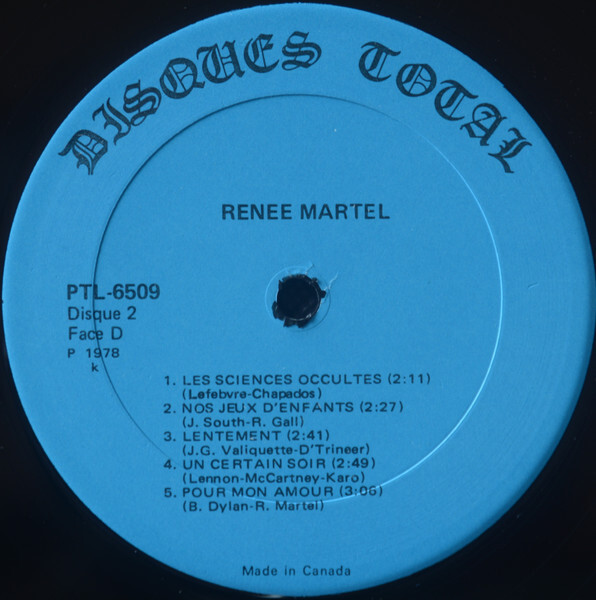 DISQUES TOTAL
RENEE MARTEL
PTL-6509
Disque 2
Face D
P 1978
k
1. LES SCIENCES OCCULTES (2:11)
(Lefebvre-Chapados)
2. NOS JEUX D'ENFANTS (2:27)
(J. South-R. Gall)
3. LENTEMENT (2:41)
(J.G. Valiquette-D'Trineer)
4. UN CERTAIN SOIR (2:49)
(Lennon-McCartney-Karo)
5. POUR MON AMOUR (3:06)
(B. Dylan-R. Martel)
Made in Canada